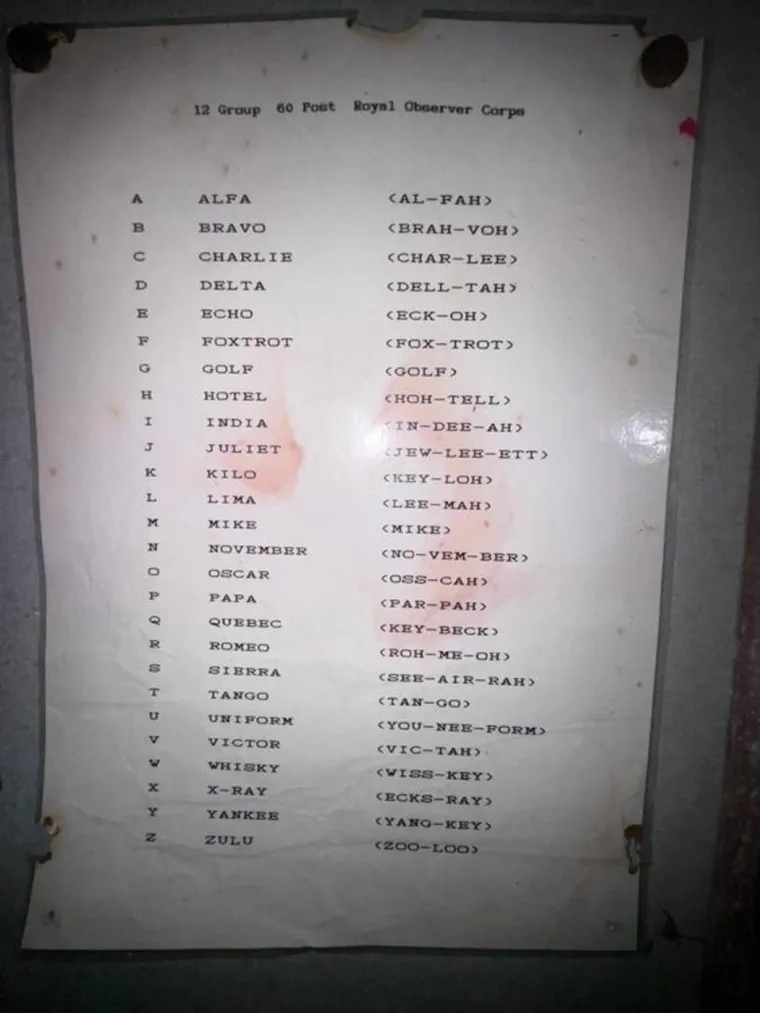 12 Group 60 Post Royal Observer Corps
A ALFA <AL-FAH>
B BRAVO <BRAH-VOH>
C CHARLIE <CHAR-LEE>
D DELTA <DELL-TAH>
E ECHO <ECK-OH>
F FOXTROT <FOX-TROT>
G GOLF <GOLF>
H HOTEL <HOH-TELL>
I INDIA <IN-DEE-AH>
J JULIET <JEW-LEE-ETT>
K KILO <KEY-LOH>
L LIMA <LEE-MAH>
M MIKE <MIKE>
N NOVEMBER <NO-VEM-BER>
O OSCAR <OSS-CAH>
P PAPA <PAR-PAH>
Q QUEBEC <KEY-BECK>
R ROMEO <ROH-ME-OH>
S SIERRA <SEE-AIR-RAH>
T TANGO <TAN-GO>
U UNIFORM <YOU-NEE-FORM>
V VICTOR <VIC-TAH>
W WHISKY <WISS-KEY>
X X-RAY <ECKS-RAY>
Y YANKEE <YANG-KEY>
Z ZULU <ZOO-LOO>